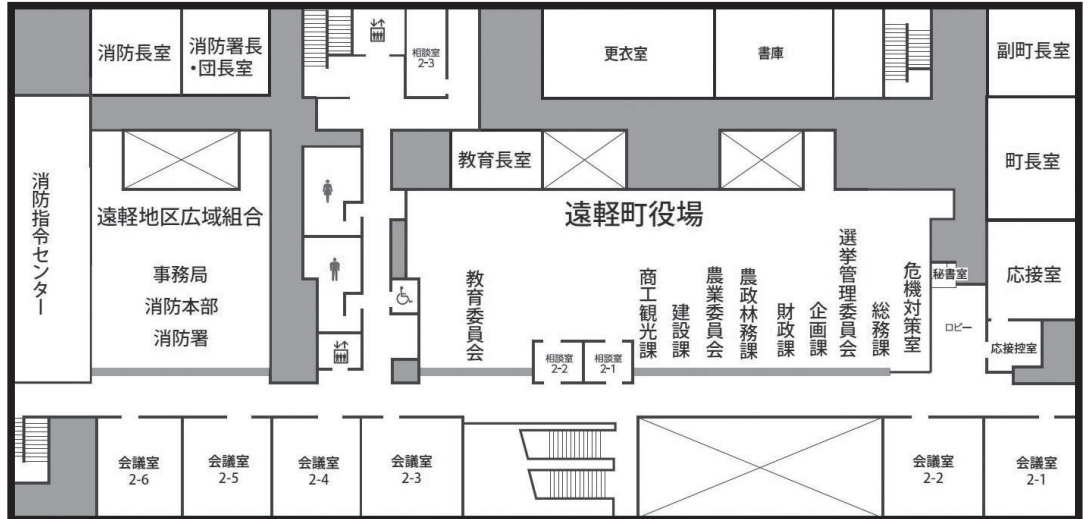 消防長室
消防署長
・団長室
相談室
2-3
更衣室
書庫
副町長室
消防指令センター
遠軽地区広域組合
事務局
消防本部
消防署
教育長室
遠軽町役場
教育委員会
商工観光課
建設課
農業委員会
農政林務課
財政課
企画課
選挙管理委員会
総務課
危機対策室
秘書室
ロビー
町長室
応接室
応接控室
相談室
2-2
相談室
2-1
会議室
2-6
会議室
2-5
会議室
2-4
会議室
2-3
会議室
2-2
会議室
2-1